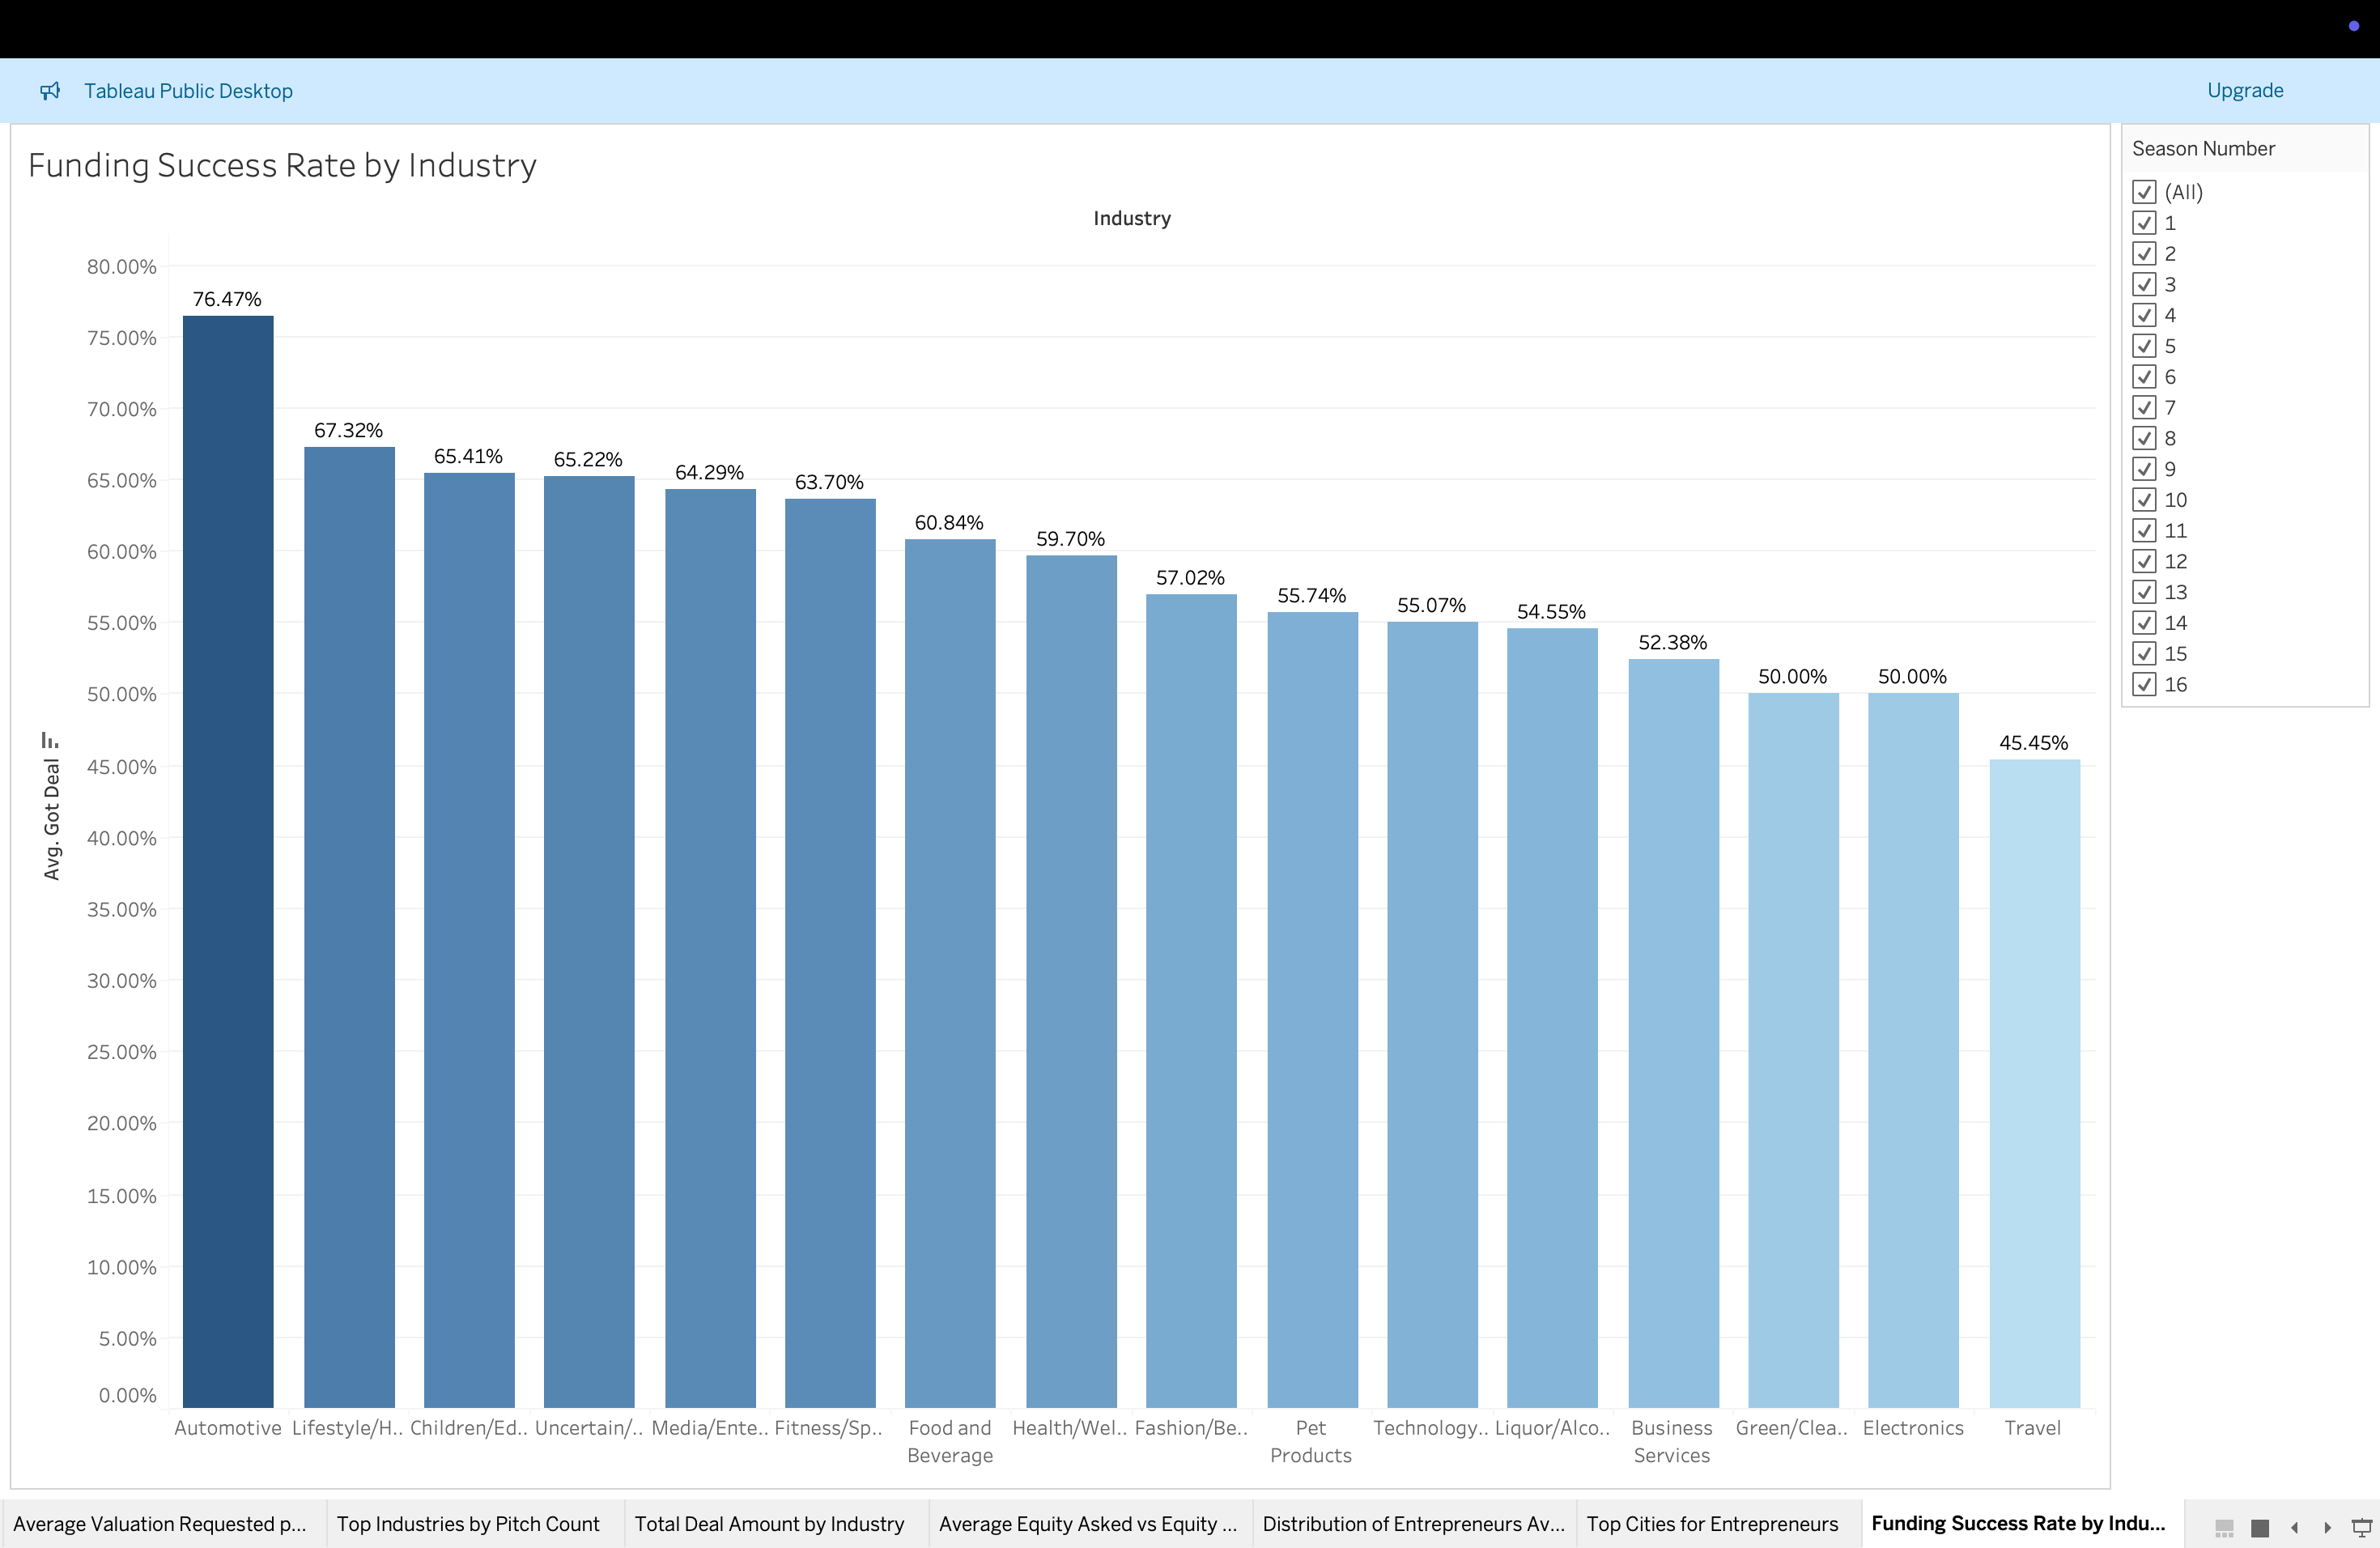 Tableau Public Desktop
Upgrade
Funding Success Rate by Industry
Industry
Avg. Got Deal
80.00%
75.00%
70.00%
65.00%
60.00%
55.00%
50.00%
45.00%
40.00%
35.00%
30.00%
25.00%
20.00%
15.00%
10.00%
5.00%
0.00%
76.47%
67.32%
65.41%
65.22%
64.29%
63.70%
60.84%
59.70%
57.02%
55.74%
55.07%
54.55%
52.38%
50.00%
50.00%
45.45%
Automotive
Lifestyle/H..
Children/Ed..
Uncertain/..
Media/Ente..
Fitness/Sp..
Food and
Beverage
Health/Wel..
Fashion/Be..
Pet
Products
Technology..
Liquor/Alco..
Business
Services
Green/Clea..
Electronics
Travel
Season Number
(All)
1
2
3
4
5
6
7
8
9
10
11
12
13
14
15
16
Average Valuation Requested p...
Top Industries by Pitch Count
Total Deal Amount by Industry
Average Equity Asked vs Equity ...
Distribution of Entrepreneurs Av...
Top Cities for Entrepreneurs
Funding Success Rate by Indu...